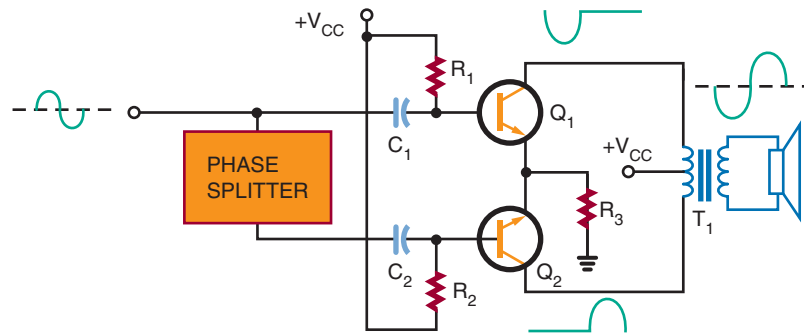 +VCC
R1
Q1
C1
PHASE
SPLITTER
+VCC
R3
T1
C2
R2
Q2